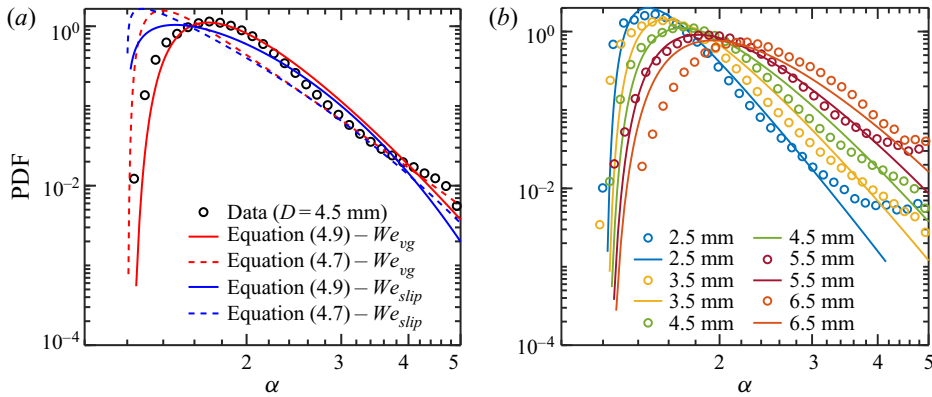 (a)
10^0
10^−2
10^−4
PDF
2
3
4
5
α
Data (D = 4.5 mm)
Equation (4.9) – We_vg
Equation (4.7) – We_vg
Equation (4.9) – We_slip
Equation (4.7) – We_slip
(b)
10^0
10^−2
10^−4
2
3
4
5
α
2.5 mm 4.5 mm
2.5 mm 5.5 mm
3.5 mm 5.5 mm
3.5 mm 6.5 mm
4.5 mm 6.5 mm